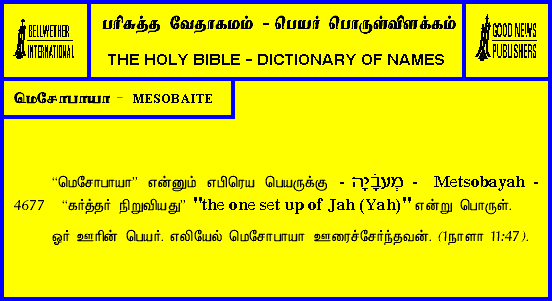 BELLWETHER
INTERNATIONAL
பரிசுத்த வேதாகமம் - பெயர் பொருள்விளக்கம்
THE HOLY BIBLE - DICTIONARY OF NAMES
GOOD NEWS
PUBLISHERS
மெசோபாயா - MESOBAITE
“மெசோபாயா” என்னும் எபிரெய பெயருக்கு - מְצֹבָיָה - Metsobayah -
4677 “கர்த்தர் நிறுவியது” "the one set up of Jah (Yah)" என்று பொருள்.
ஓர் ஊரின் பெயர். எலியேல் மெசோபாயா ஊரைச்சேர்ந்தவன். (1நாளா 11:47).